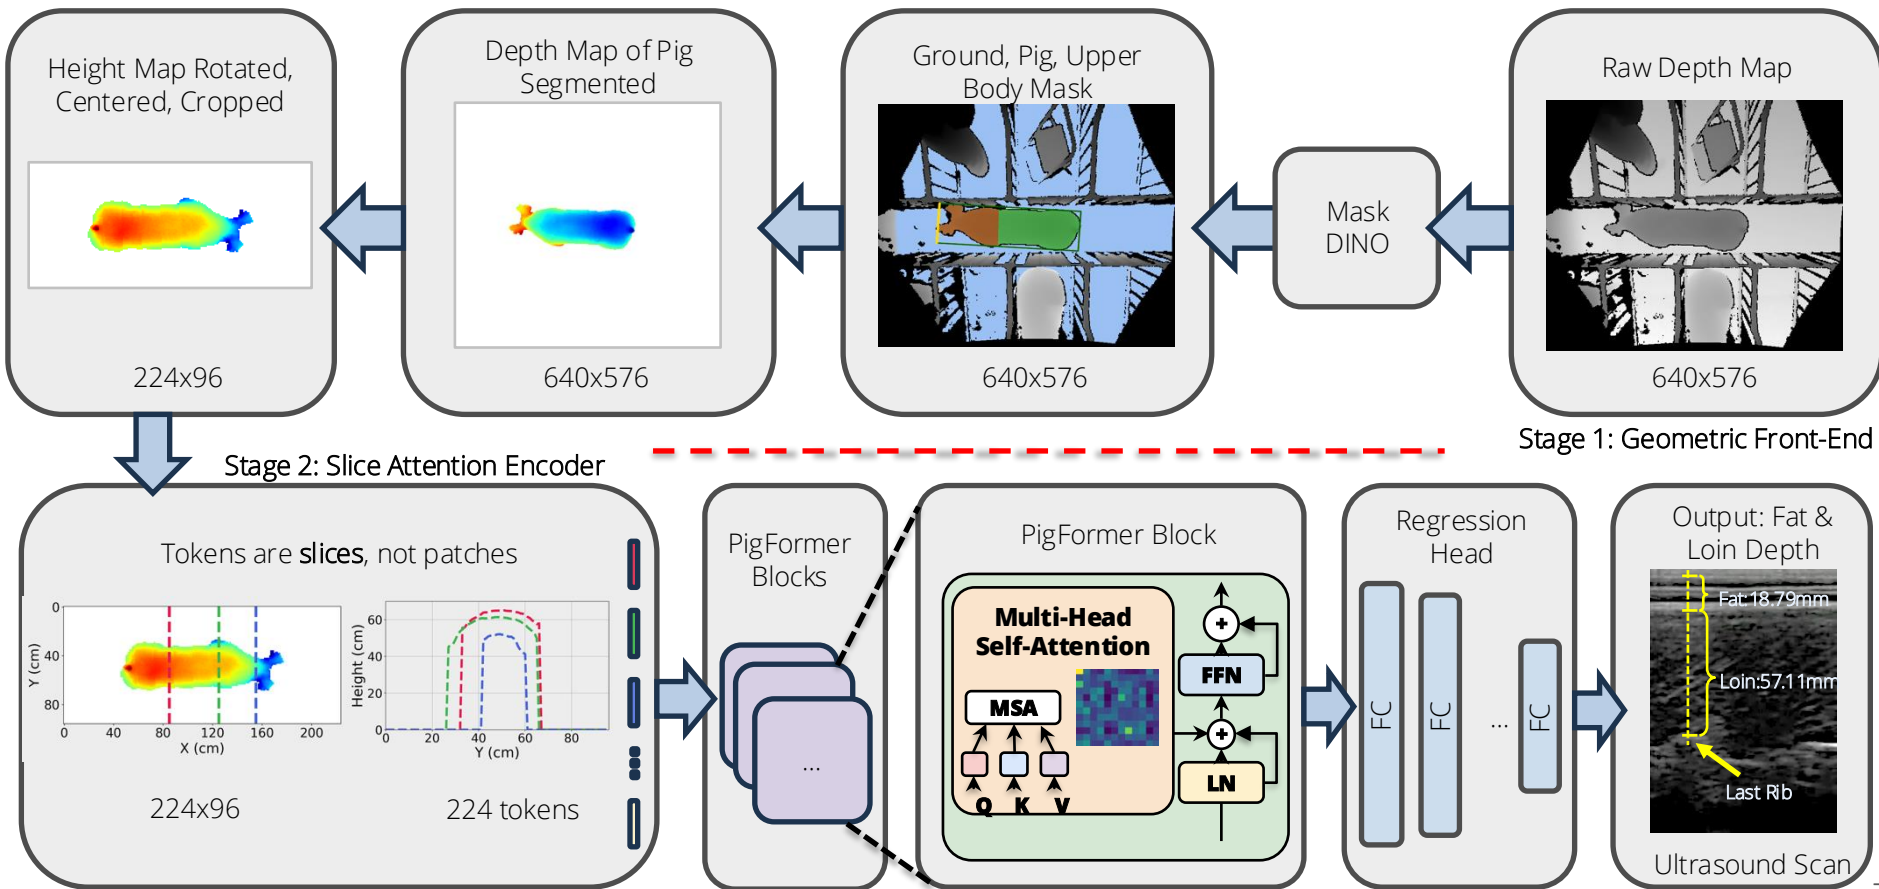 Height Map Rotated,
Centered, Cropped
224x96
Depth Map of Pig
Segmented
640x576
Ground, Pig, Upper
Body Mask
640x576
Mask
DINO
Raw Depth Map
640x576
Stage 1: Geometric Front-End
Stage 2: Slice Attention Encoder
Tokens are slices, not patches
0
40
80
Y (cm)
0 40 80 120 160 200
X (cm)
224x96
60
40
20
0
Height (cm)
0 20 40 60 80
Y (cm)
224 tokens
PigFormer
Blocks
...
PigFormer Block
Multi-Head
Self-Attention
MSA
Q K V
+
FFN
+
LN
Regression
Head
FC
FC
...
FC
Output: Fat &
Loin Depth
Fat:18.79mm
Loin:57.11mm
Last Rib
Ultrasound Scan